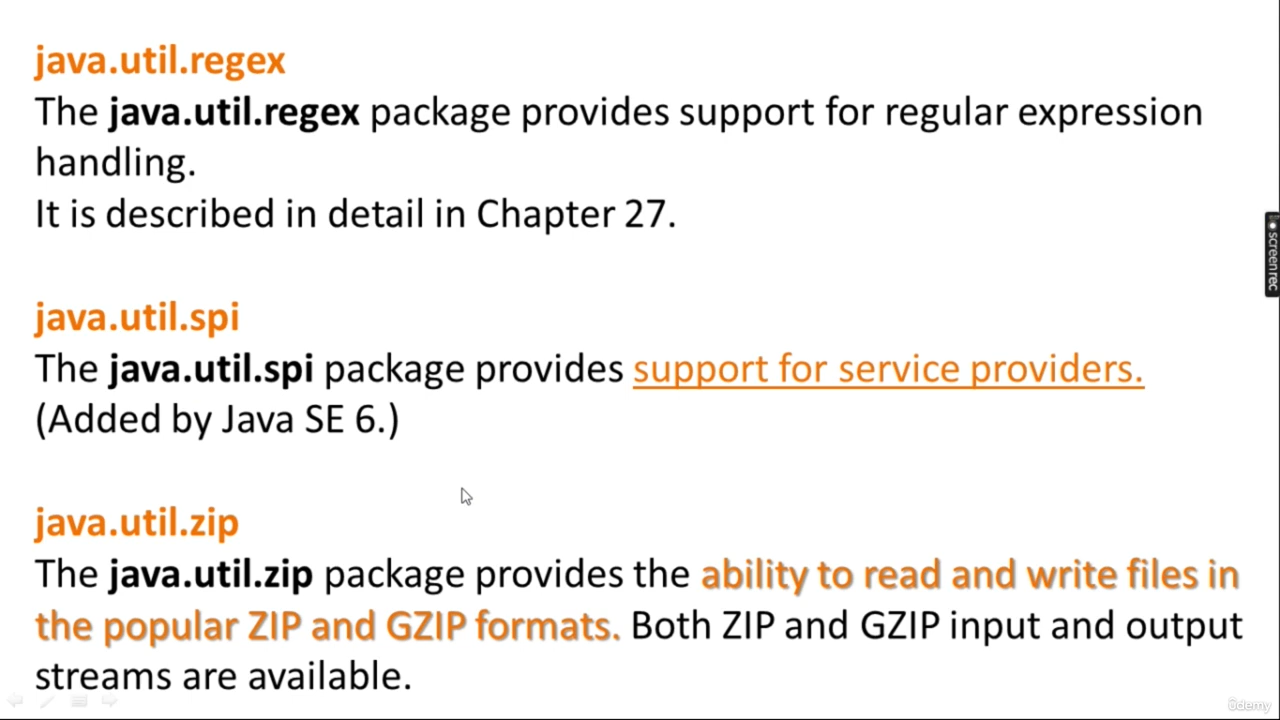 java.util.regex
The java.util.regex package provides support for regular expression
handling.
It is described in detail in Chapter 27.
java.util.spi
The java.util.spi package provides support for service providers.
(Added by Java SE 6.)
java.util.zip
The java.util.zip package provides the ability to read and write files in
the popular ZIP and GZIP formats. Both ZIP and GZIP input and output
streams are available.
screenrec
ûdemy